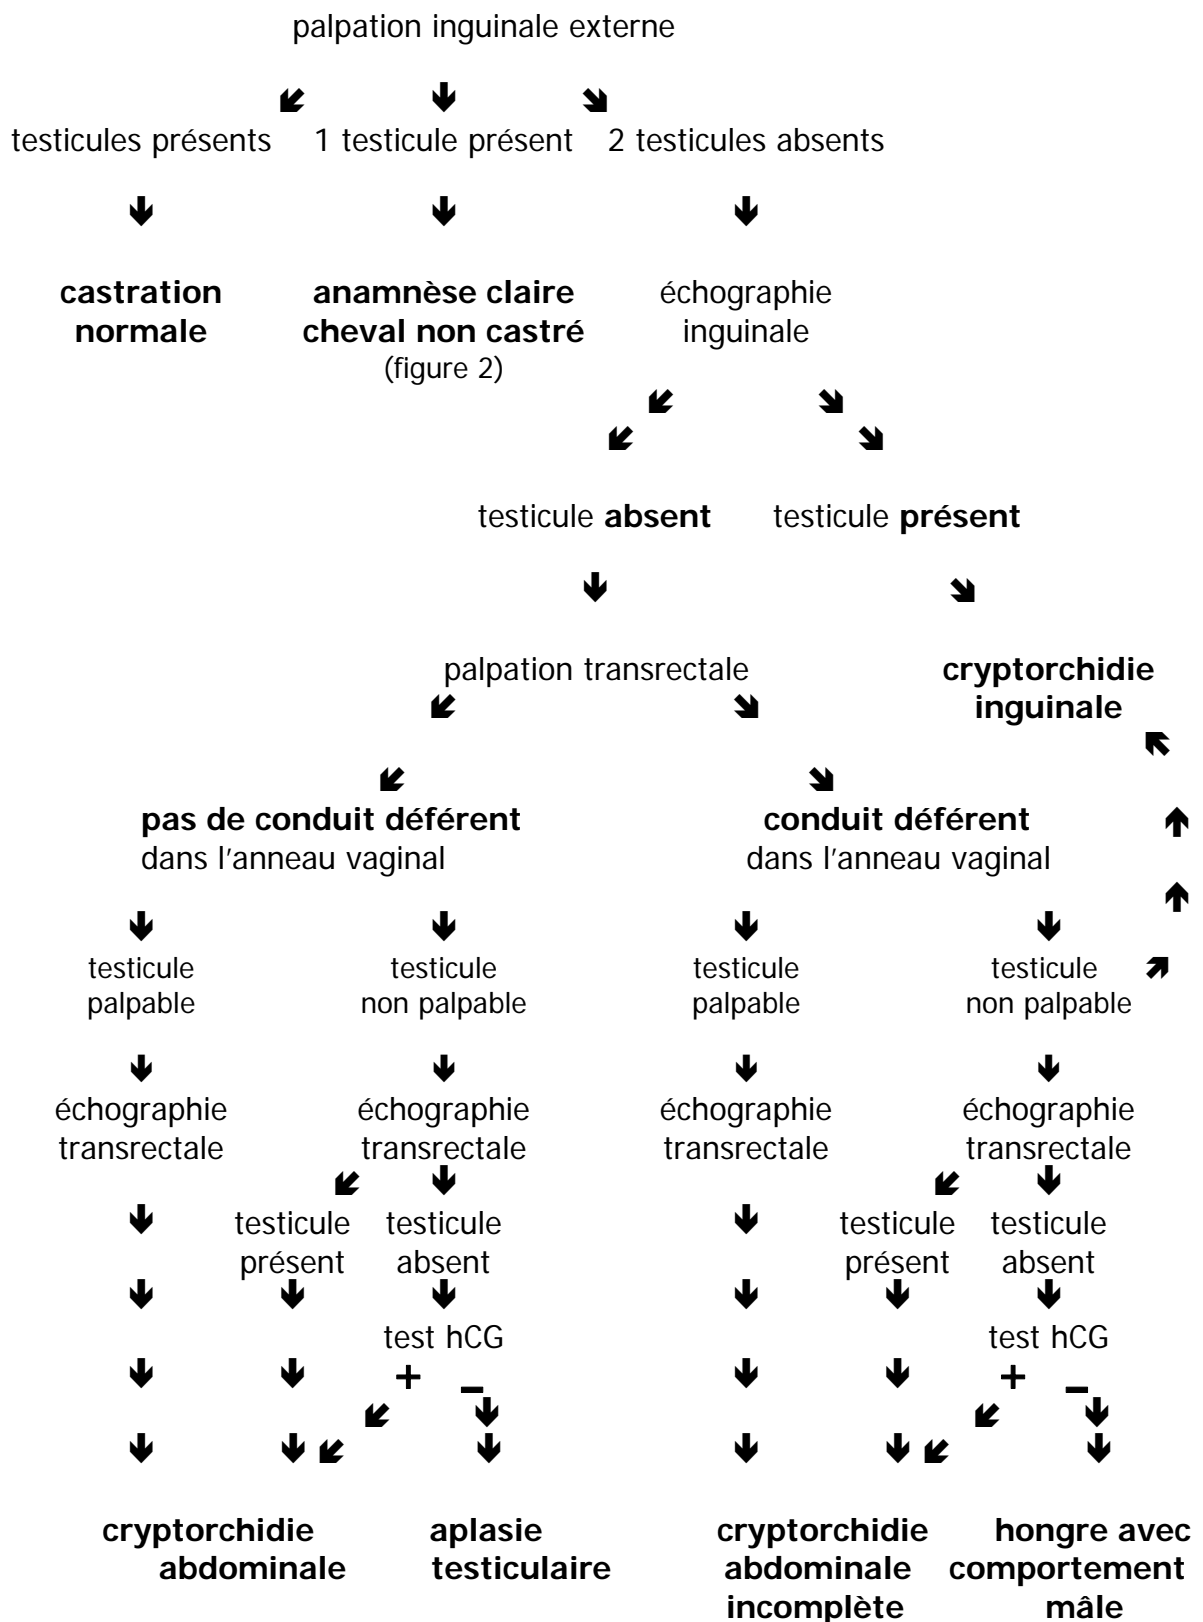 palpation inguinale externe
testicules présents 1 testicule présent 2 testicules absents
castration anamnèse claire échographie
normale cheval non castré inguinale
(figure 2)
testicule absent testicule présent
palpation transrectale cryptorchidie
inguinale
pas de conduit déférent conduit déférent
dans l'anneau vaginal dans l'anneau vaginal
testicule testicule testicule testicule
palpable non palpable palpable non palpable
échographie échographie échographie échographie
transrectale transrectale transrectale transrectale
testicule testicule testicule testicule
présent absent présent absent
test hCG test hCG
+ – + –
cryptorchidie aplasie cryptorchidie hongre avec
abdominale testiculaire abdominale comportement
incomplète mâle